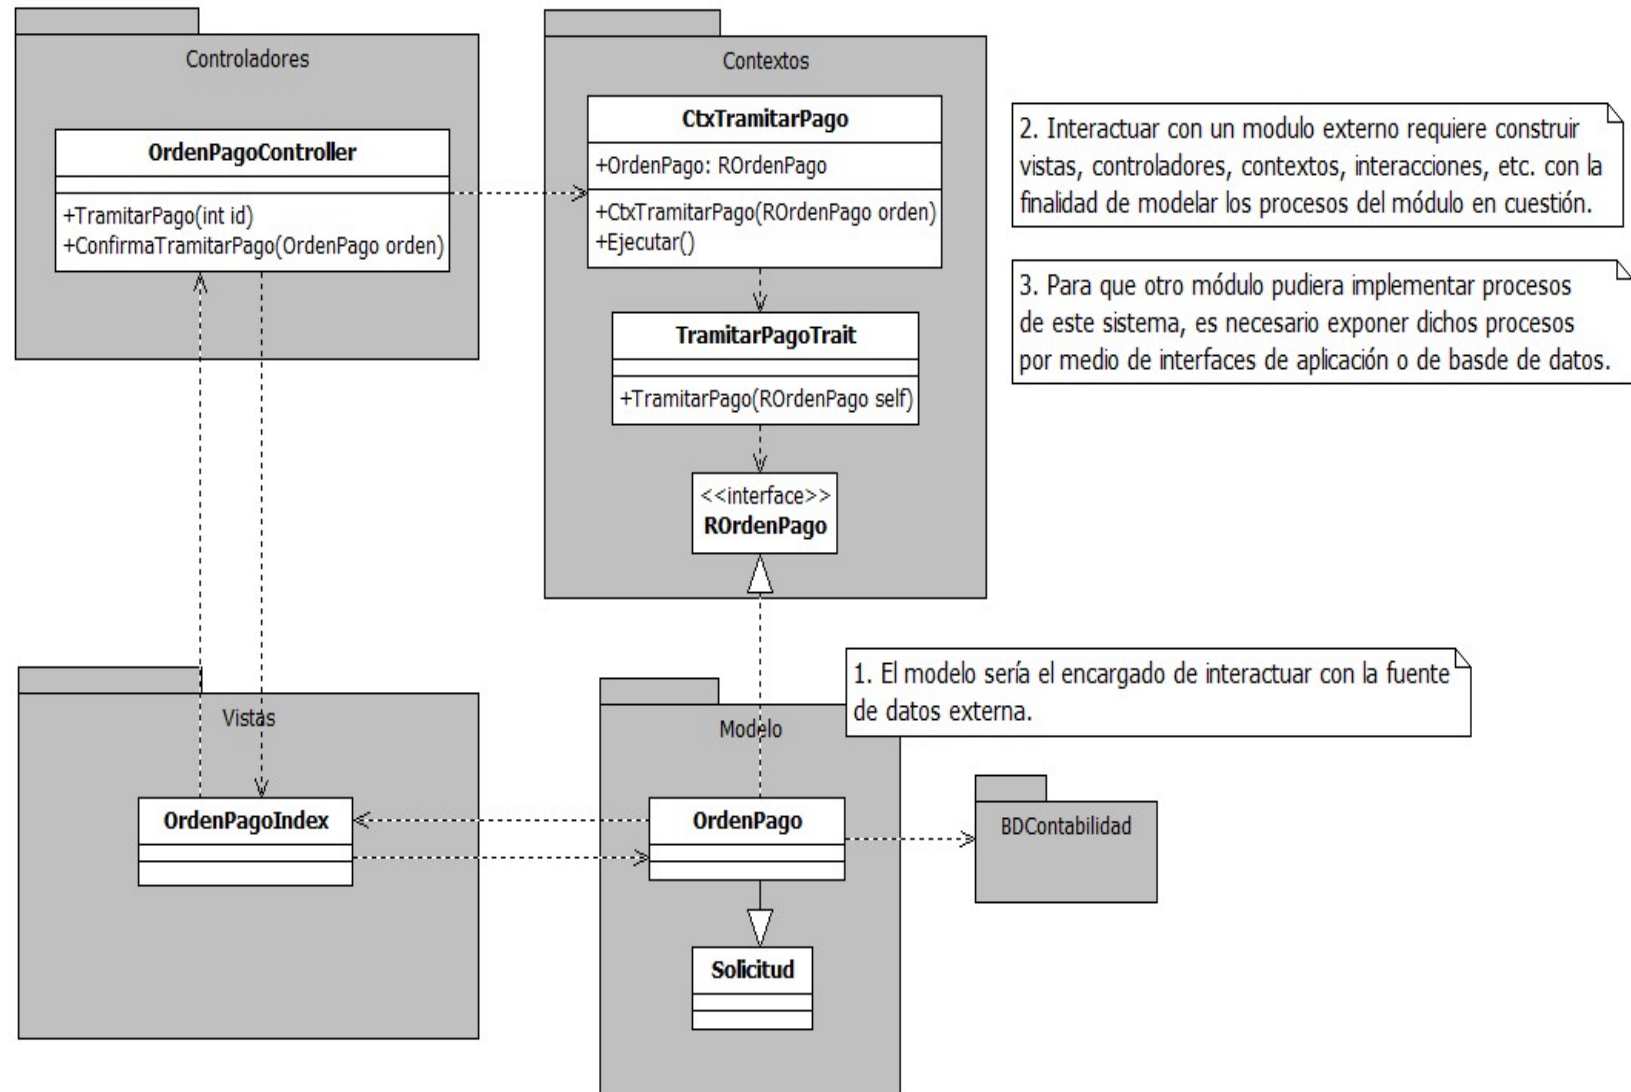 Controladores
OrdenPagoController
+TramitarPago(int id)
+ConfirmaTramitarPago(OrdenPago orden)
Contextos
CtxTramitarPago
+OrdenPago: ROrdenPago
+CtxTramitarPago(ROrdenPago orden)
+Ejecutar()
TramitarPagoTrait
+TramitarPago(ROrdenPago self)
<<interface>>
ROrdenPago
2. Interactuar con un modulo externo requiere construir
vistas, controladores, contextos, interacciones, etc. con la
finalidad de modelar los procesos del módulo en cuestión.
3. Para que otro módulo pudiera implementar procesos
de este sistema, es necesario exponer dichos procesos
por medio de interfaces de aplicación o de basde de datos.
1. El modelo sería el encargado de interactuar con la fuente
de datos externa.
Vistas
OrdenPagoIndex
Modelo
OrdenPago
Solicitud
BDContabilidad